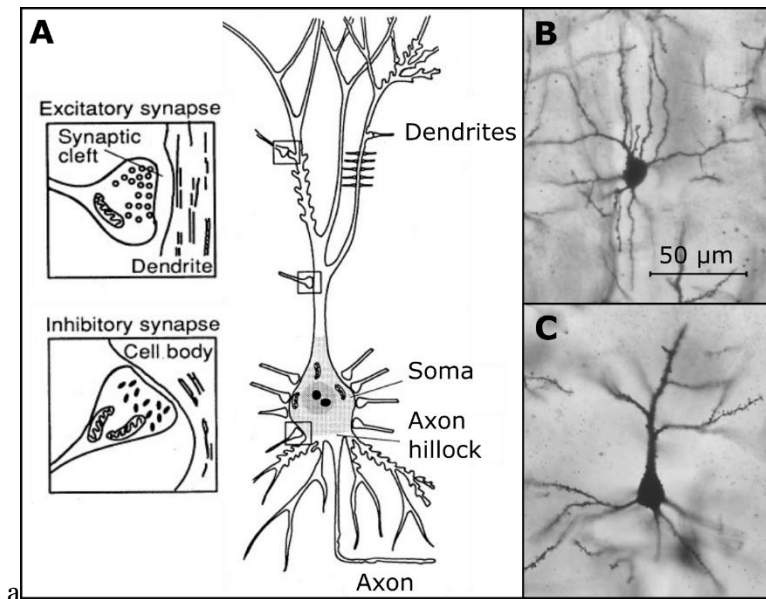 A
Excitatory synapse
Synaptic
cleft
Dendrite
Inhibitory synapse
Cell body
Dendrites
Soma
Axon
hillock
Axon
B
50 µm
C
a